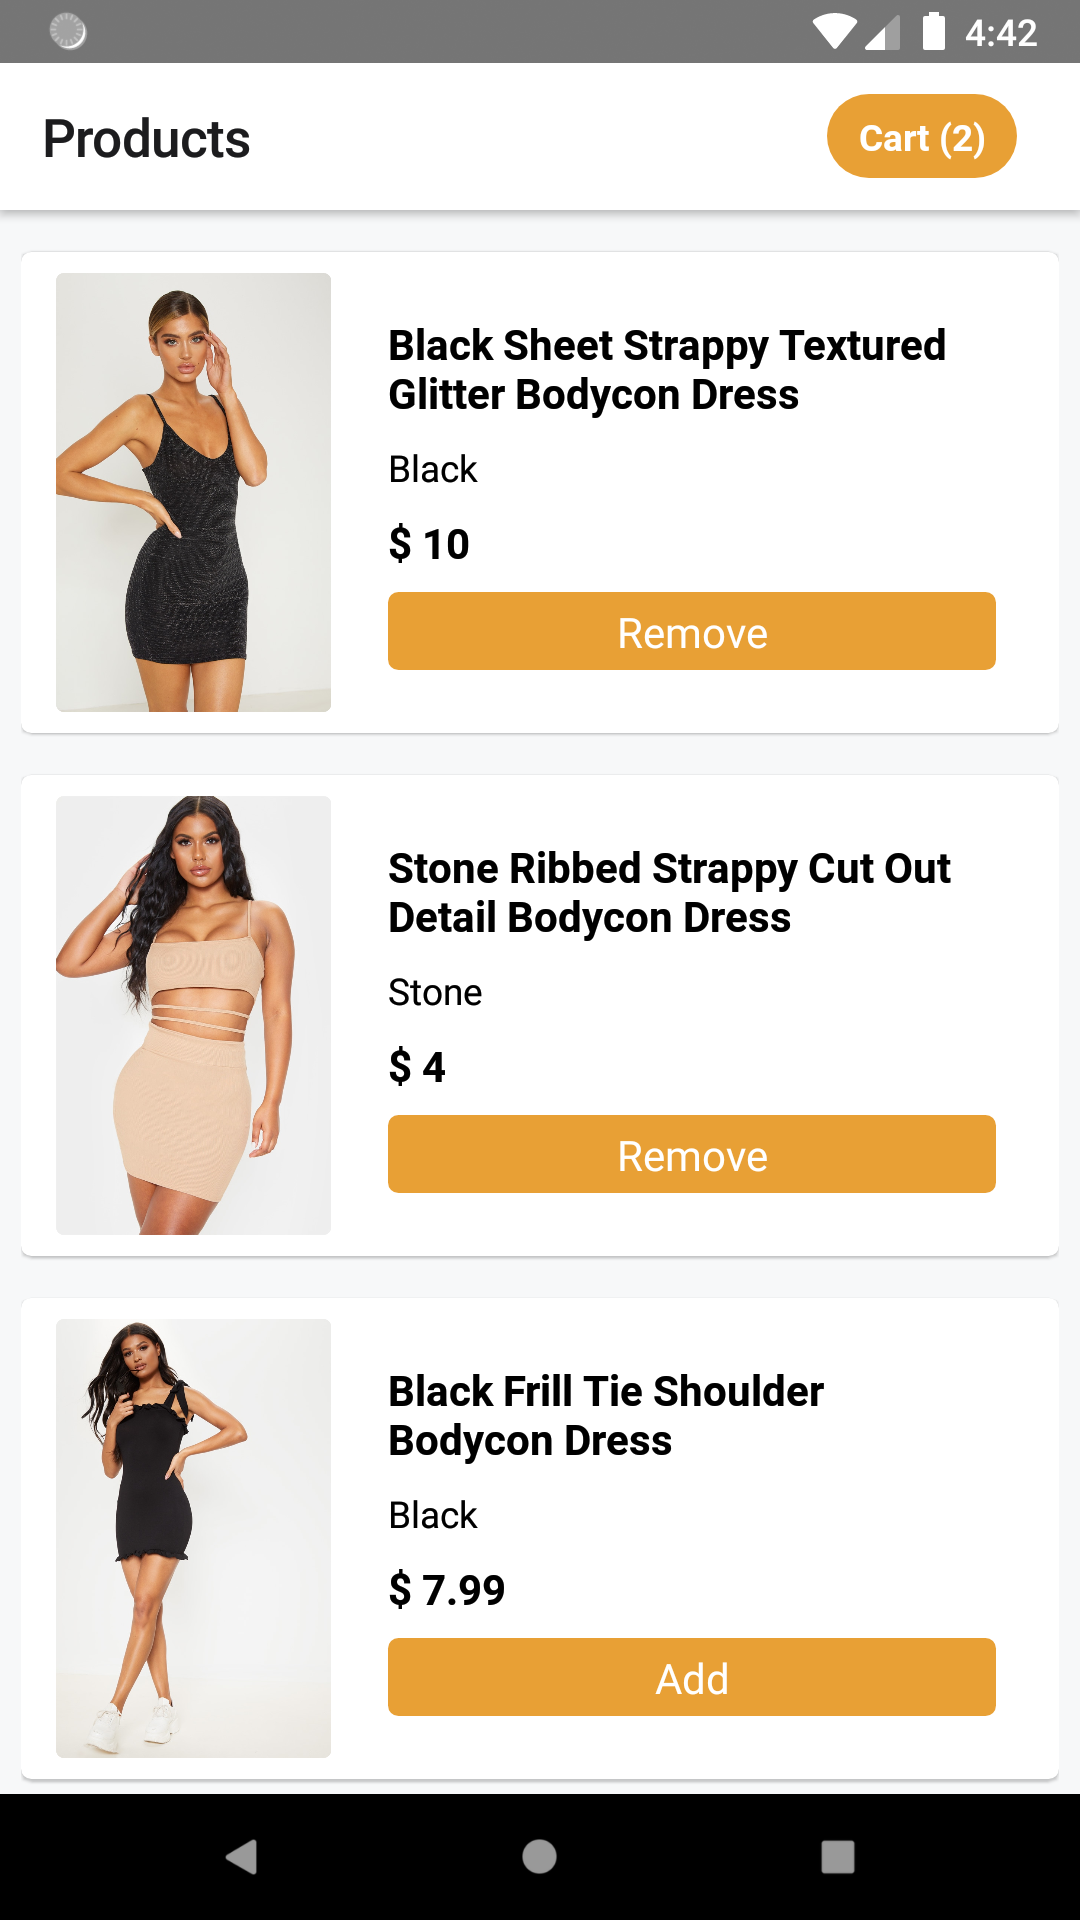 4:42
Products
Cart (2)
Black Sheet Strappy Textured
Glitter Bodycon Dress
Black
$ 10
Remove
Stone Ribbed Strappy Cut Out
Detail Bodycon Dress
Stone
$ 4
Remove
Black Frill Tie Shoulder
Bodycon Dress
Black
$ 7.99
Add